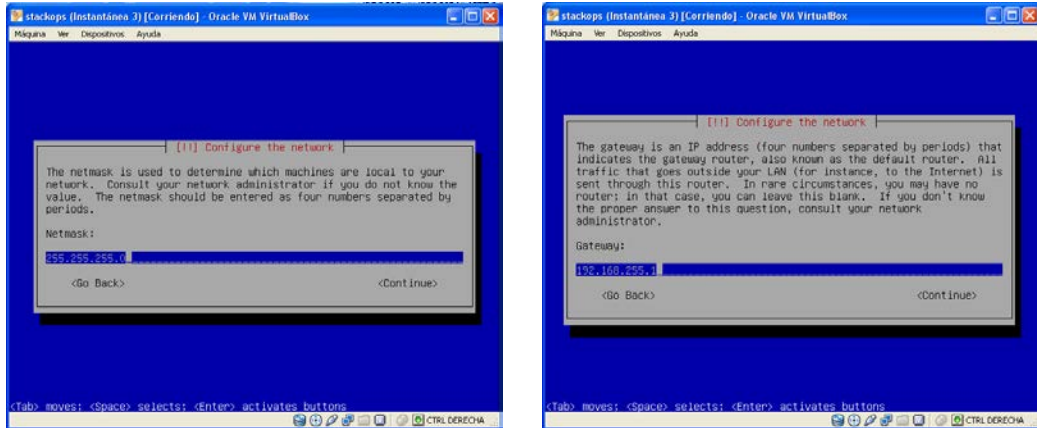 stackops (Instantánea 3) [Corriendo] - Oracle VM VirtualBox
Máquina Ver Dispositivos Ayuda
[!!] Configure the network
The netmask is used to determine which machines are local to your
network. Consult your network administrator if you do not know the
value. The netmask should be entered as four numbers separated by
periods.
Netmask:
255.255.255.0
<Go Back> <Continue>
<Tab> moves; <Space> selects; <Enter> activates buttons
CTRL DERECHA
stackops (Instantánea 3) [Corriendo] - Oracle VM VirtualBox
Máquina Ver Dispositivos Ayuda
[!!] Configure the network
The gateway is an IP address (four numbers separated by periods) that
indicates the gateway router, also known as the default router. All
traffic that goes outside your LAN (for instance, to the Internet) is
sent through this router. In rare circumstances, you may have no
router; in that case, you can leave this blank. If you don't know
the proper answer to this question, consult your network
administrator.
Gateway:
192.168.255.1
<Go Back> <Continue>
<Tab> moves; <Space> selects; <Enter> activates buttons
CTRL DERECHA